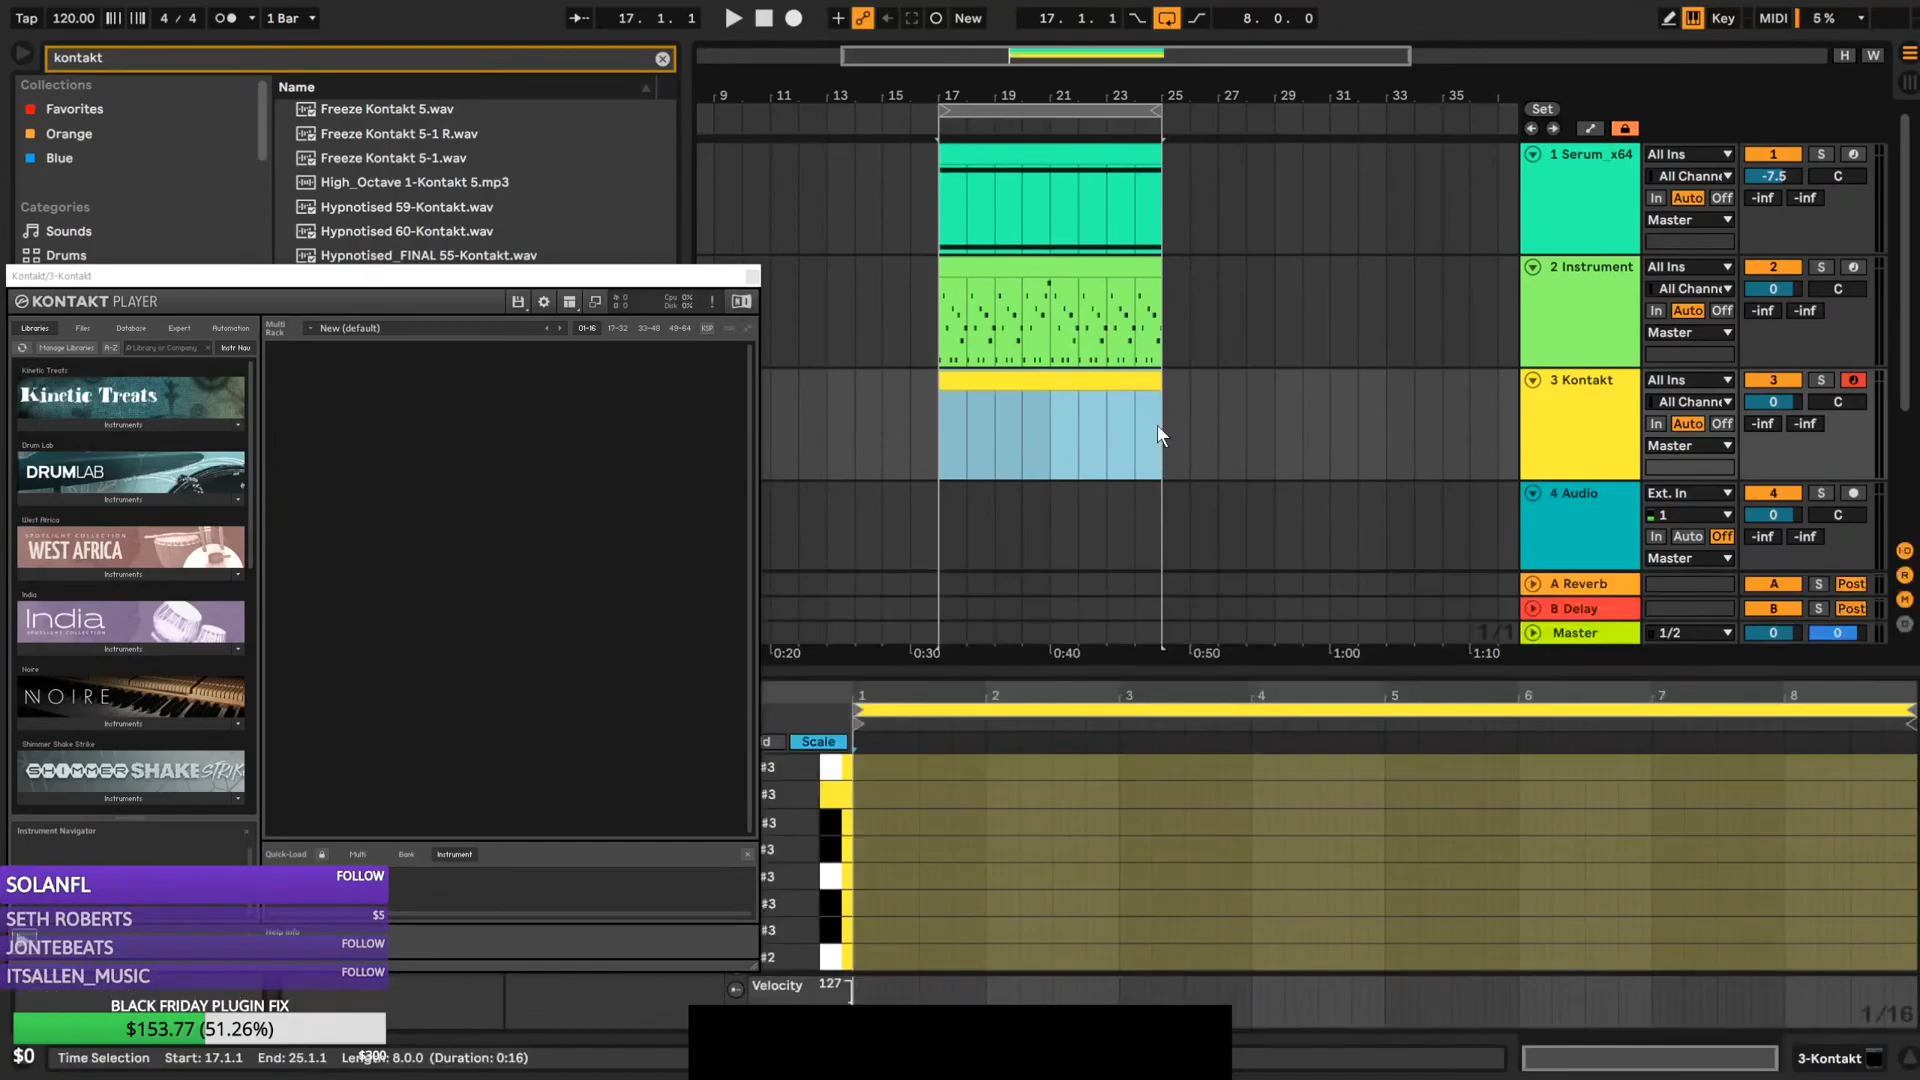 Tap 120.00 4 / 4 1 Bar 17. 1. 1 New 17. 1. 1 8. 0. 0 Key MIDI 5 %
kontakt
H W
Collections
Favorites
Orange
Blue
Categories
Sounds
Drums
Name
Freeze Kontakt 5.wav
Freeze Kontakt 5-1 R.wav
Freeze Kontakt 5-1.wav
High_Octave 1-Kontakt 5.mp3
Hypnotised 59-Kontakt.wav
Hypnotised 60-Kontakt.wav
Hypnotised_FINAL 55-Kontakt.wav
9 11 13 15 17 19 21 23 25 27 29 31 33 35
Set
1 Serum_x64 All Ins 1 S
All Channe -7.5 C
In Auto Off -inf -inf
Master
2 Instrument All Ins 2 S
All Channe 0 C
In Auto Off -inf -inf
Master
3 Kontakt All Ins 3 S
All Channe 0 C
In Auto Off -inf -inf
Master
4 Audio Ext. In 4 S
1 0 C
In Auto Off -inf -inf
Master
A Reverb A S Post
B Delay B S Post
Master 1/2 0 0
1/1
0:20 0:30 0:40 0:50 1:00 1:10
Kontakt/3-Kontakt
KONTAKT PLAYER 0 0 Cpu 0% Disk 0% !
Libraries Files Database Expert Automation
Multi Rack New (default) 01-16 17-32 33-48 49-64 KSP
Manage Libraries A-Z Library or Company Instr Nav
Kinetic Treats
Kinetic Treats
Instruments
Drum Lab
DRUMLAB
Instruments
West Africa
SPOTLIGHT COLLECTION
WEST AFRICA
Instruments
India
India
SPOTLIGHT COLLECTION
Instruments
Noire
NOIRE
Instruments
Shimmer Shake Strike
SHIMMER SHAKE STRIKE
Instruments
Instrument Navigator
Quick-Load Multi Bank Instrument
Help info
1 2 3 4 5 6 7 8
d Scale
#3
#3
#3
#3
#3
#3
#3
#2
Velocity 127
1/16
SOLANFL FOLLOW
SETH ROBERTS $5
JONTEBEATS FOLLOW
ITSALLEN_MUSIC FOLLOW
BLACK FRIDAY PLUGIN FIX
$153.77 (51.26%)
$0 $300
Time Selection Start: 17.1.1 End: 25.1.1 Length: 8.0.0 (Duration: 0:16)
3-Kontakt